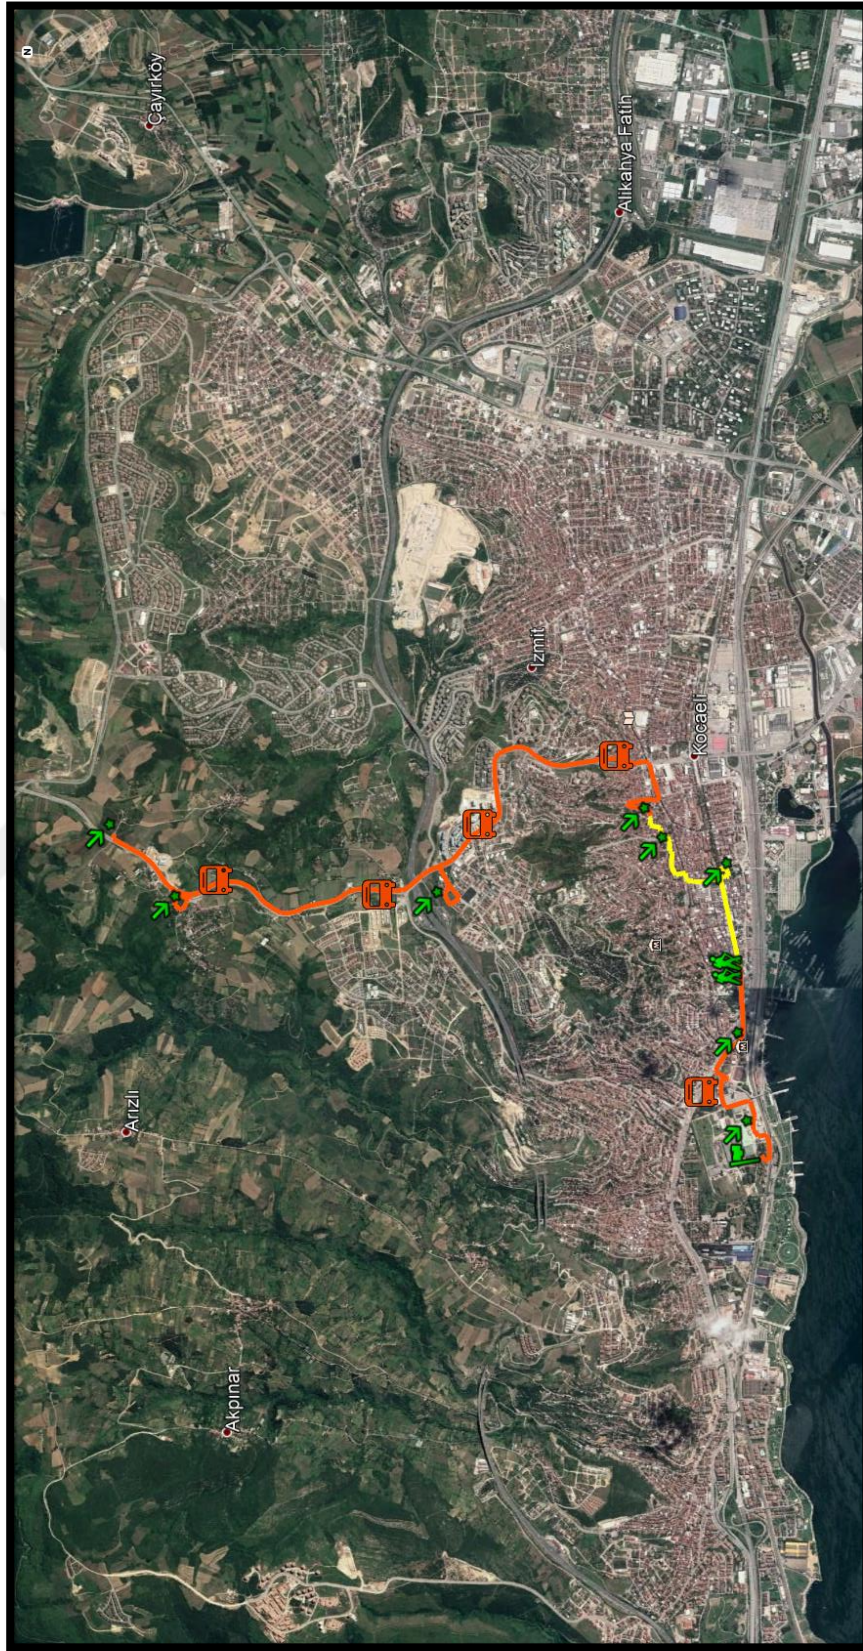 N
Çayırköy
Alikahya Fatih
İzmit
Kocaeli
Arızlı
Akpınar